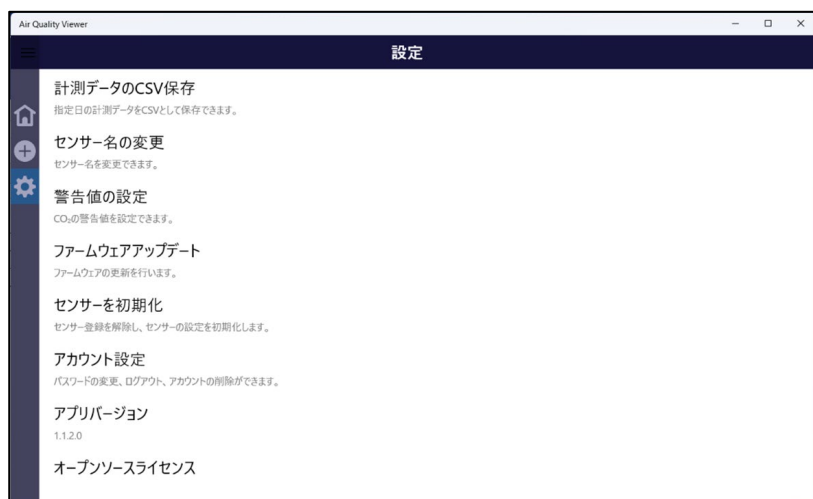 Air Quality Viewer
設定
計測データのCSV保存
指定日の計測データをCSVとして保存できます。
センサー名の変更
センサー名を変更できます。
警告値の設定
CO₂の警告値を設定できます。
ファームウェアアップデート
ファームウェアの更新を行います。
センサーを初期化
センサー登録を解除し、センサーの設定を初期化します。
アカウント設定
パスワードの変更、ログアウト、アカウントの削除ができます。
アプリバージョン
1.1.2.0
オープンソースライセンス